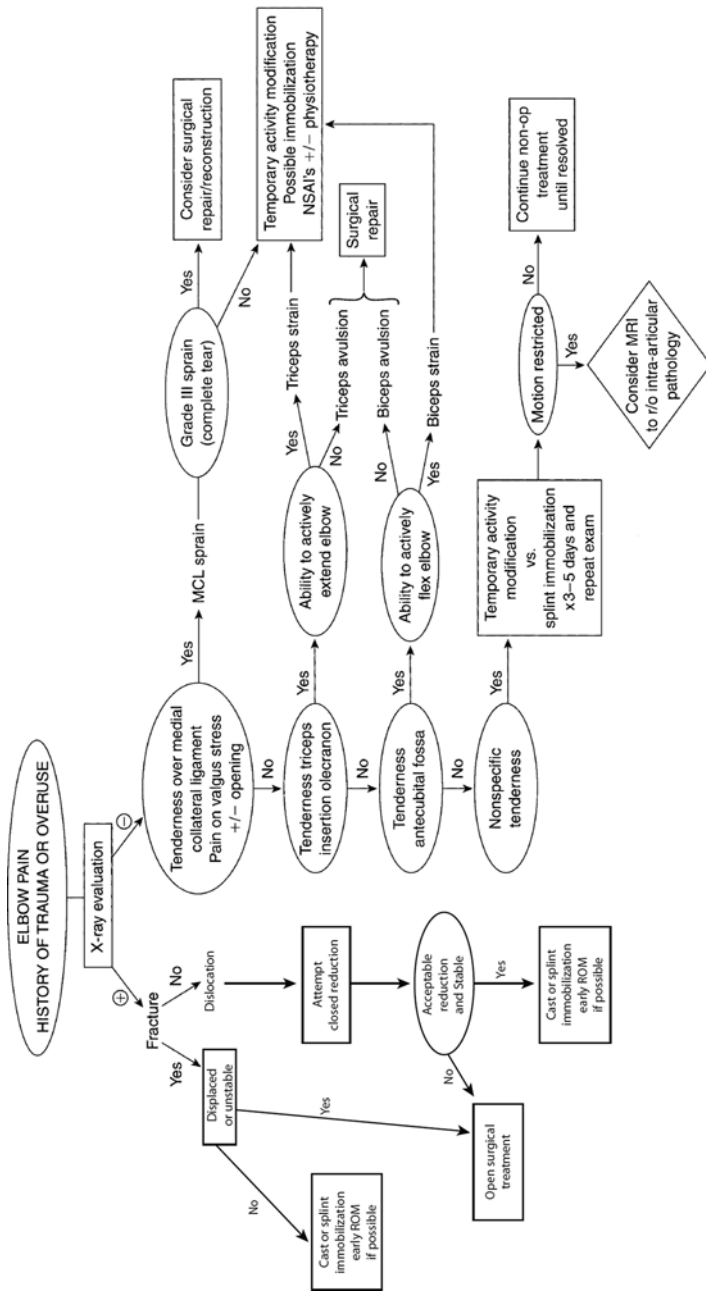 ELBOW PAIN
HISTORY OF TRAUMA OR OVERUSE
X-ray evaluation
+
−
Fracture
Yes
No
Displaced
or unstable
No
Yes
Cast or splint
immobilization
early ROM
if possible
Dislocation
Attempt
closed reduction
Acceptable
reduction
and Stable
No
Yes
Open surgical
treatment
Cast or splint
immobilization
early ROM
if possible
Tenderness over medial
collateral ligament
Pain on valgus stress
+/− opening
Yes
MCL sprain
Grade III sprain
(complete tear)
Yes
Consider surgical
repair/reconstruction
No
Temporary activity modification
Possible immobilization
NSAI's +/− physiotherapy
No
Tenderness triceps
insertion olecranon
Yes
Ability to actively
extend elbow
Yes
Triceps strain
No
Triceps avulsion
Surgical
repair
No
Tenderness
antecubital fossa
Yes
Ability to actively
flex elbow
No
Biceps avulsion
Yes
Biceps strain
No
Nonspecific
tenderness
Yes
Temporary activity
modification
vs.
splint immobilization
x3–5 days and
repeat exam
Motion restricted
No
Continue non-op
treatment
until resolved
Yes
Consider MRI
to r/o intra-articular
pathology